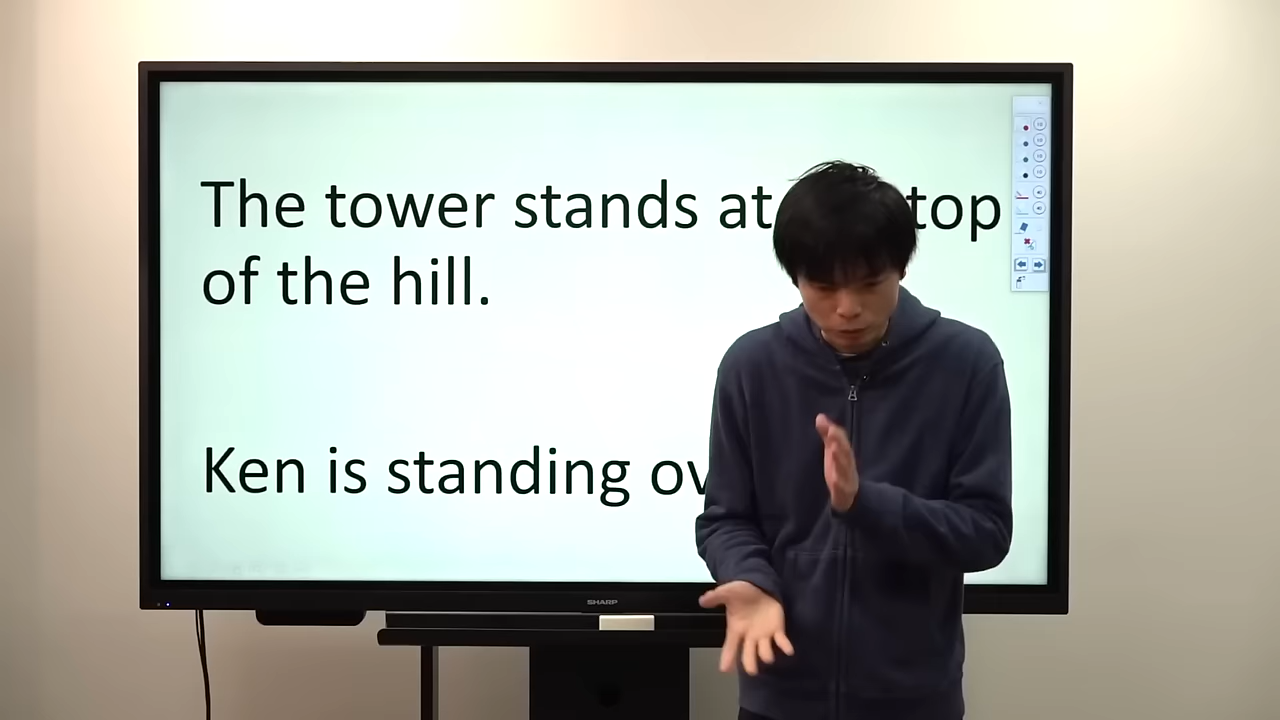 The tower stands at top
of the hill.
Ken is standing ov
SHARP